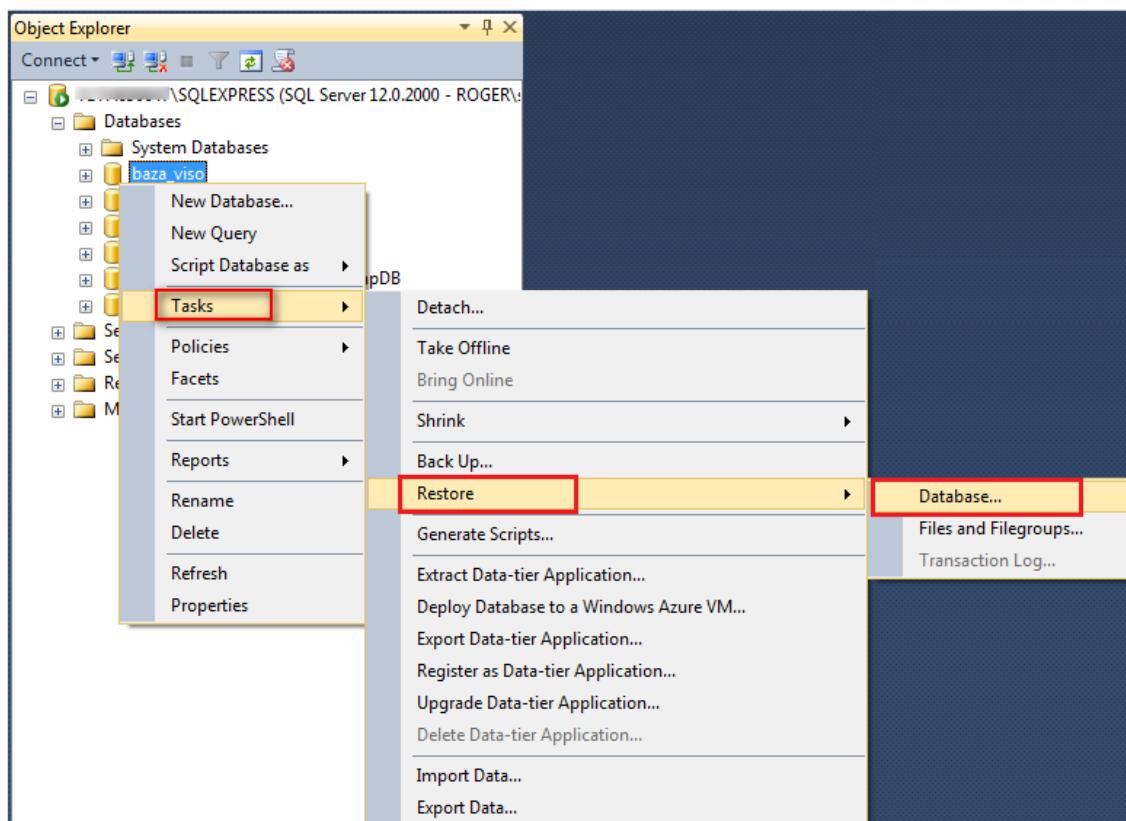 Object Explorer
Connect
\SQLEXPRESS (SQL Server 12.0.2000 - ROGER\
Databases
System Databases
baza_viso
pDB
Se
Se
Re
M
New Database...
New Query
Script Database as
Tasks
Policies
Facets
Start PowerShell
Reports
Rename
Delete
Refresh
Properties
Detach...
Take Offline
Bring Online
Shrink
Back Up...
Restore
Generate Scripts...
Extract Data-tier Application...
Deploy Database to a Windows Azure VM...
Export Data-tier Application...
Register as Data-tier Application...
Upgrade Data-tier Application...
Delete Data-tier Application...
Import Data...
Export Data...
Database...
Files and Filegroups...
Transaction Log...